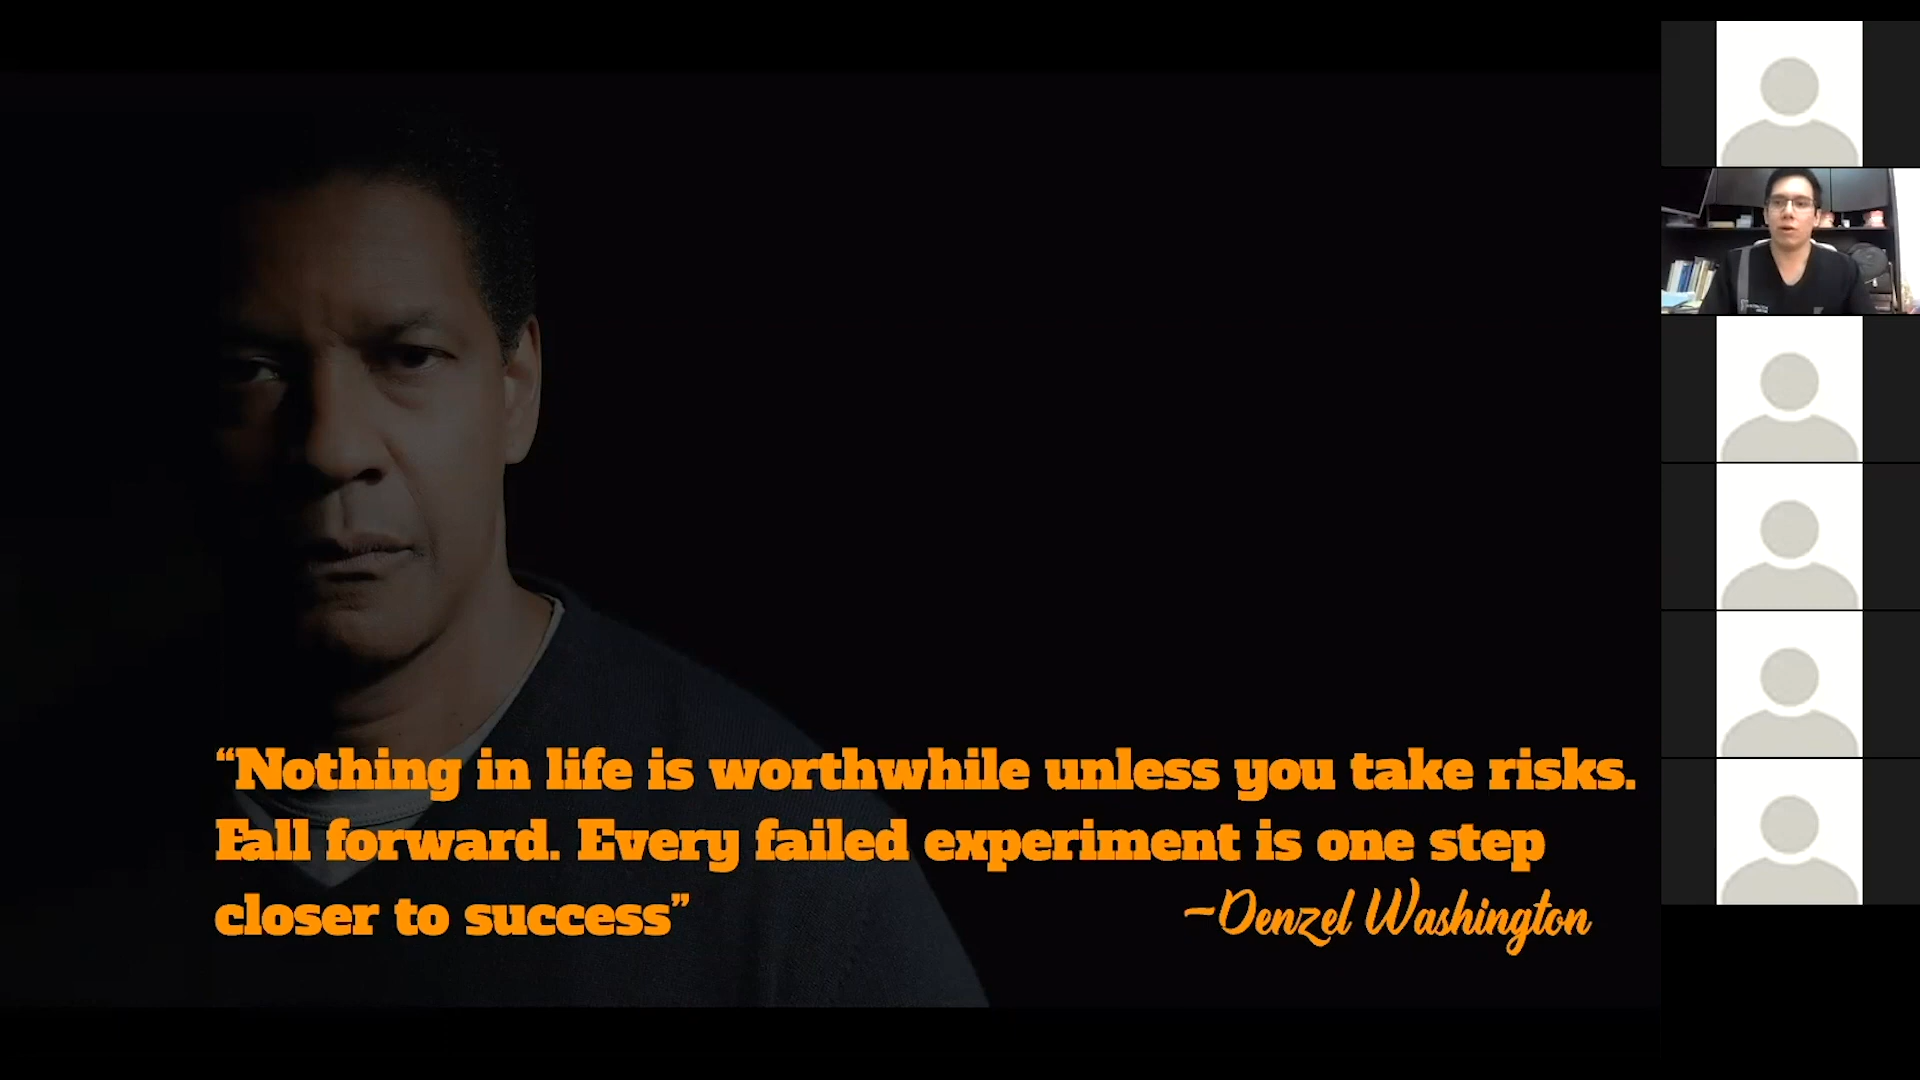 “Nothing in life is worthwhile unless you take risks.
Fall forward. Every failed experiment is one step
closer to success”
~Denzel Washington